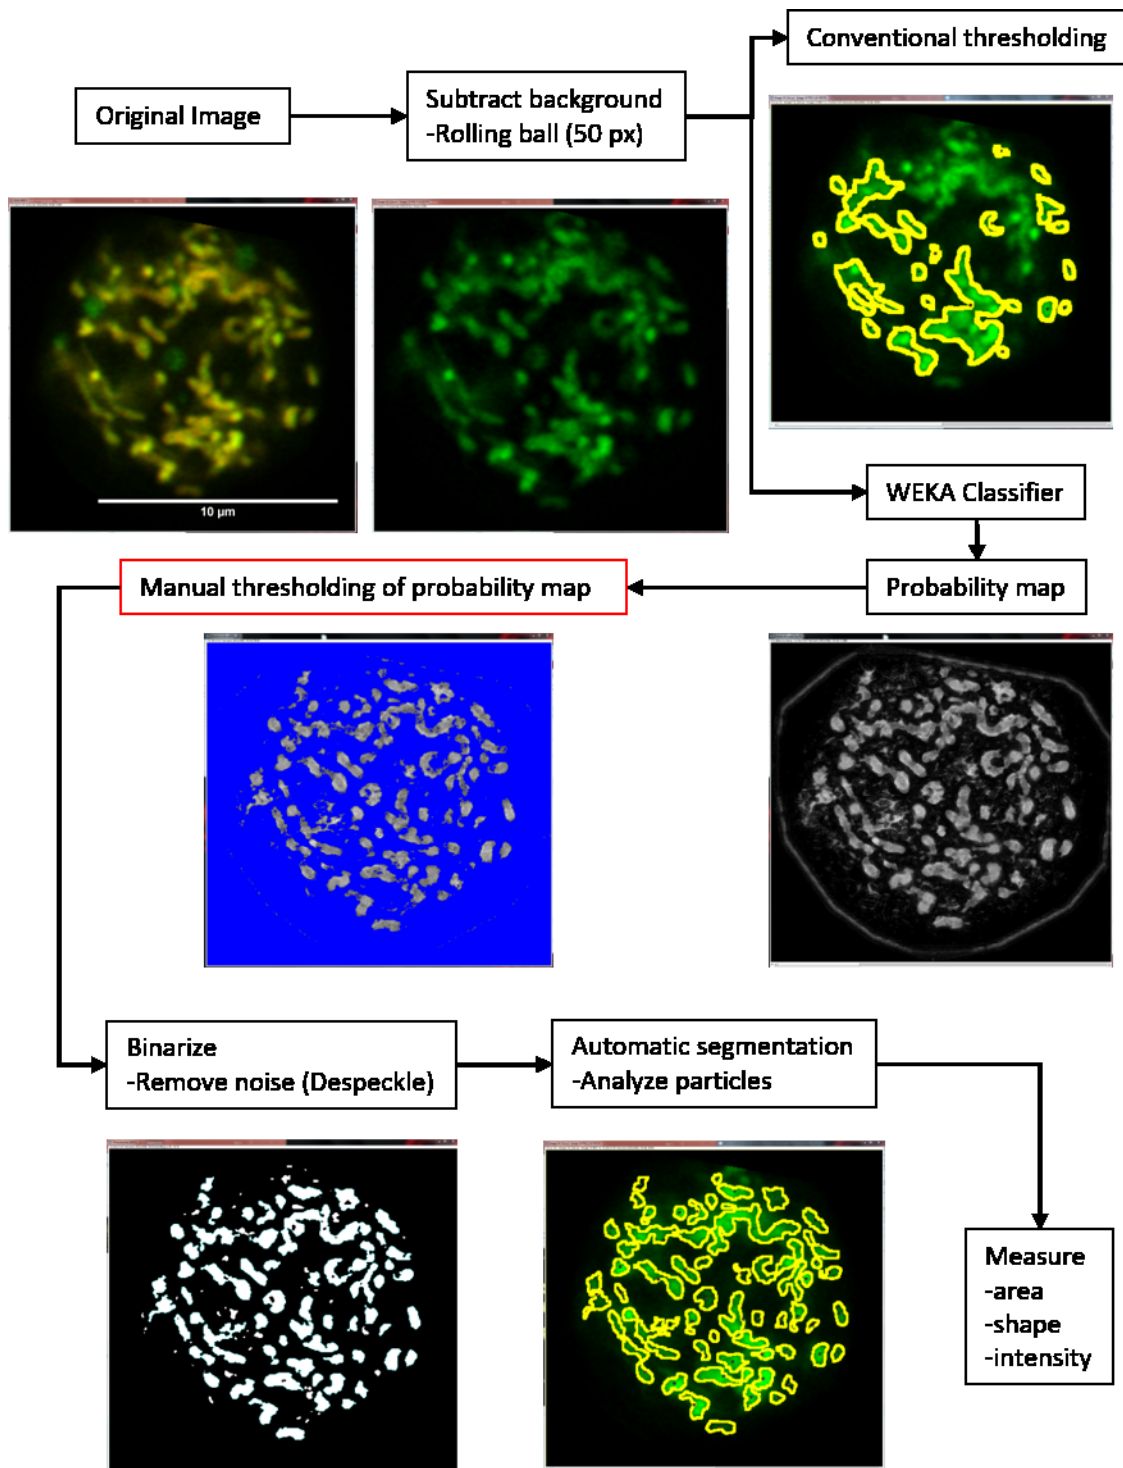 Conventional thresholding
Original Image
Subtract background
-Rolling ball (50 px)
10 µm
WEKA Classifier
Manual thresholding of probability map
Probability map
Binarize
-Remove noise (Despeckle)
Automatic segmentation
-Analyze particles
Measure
-area
-shape
-intensity